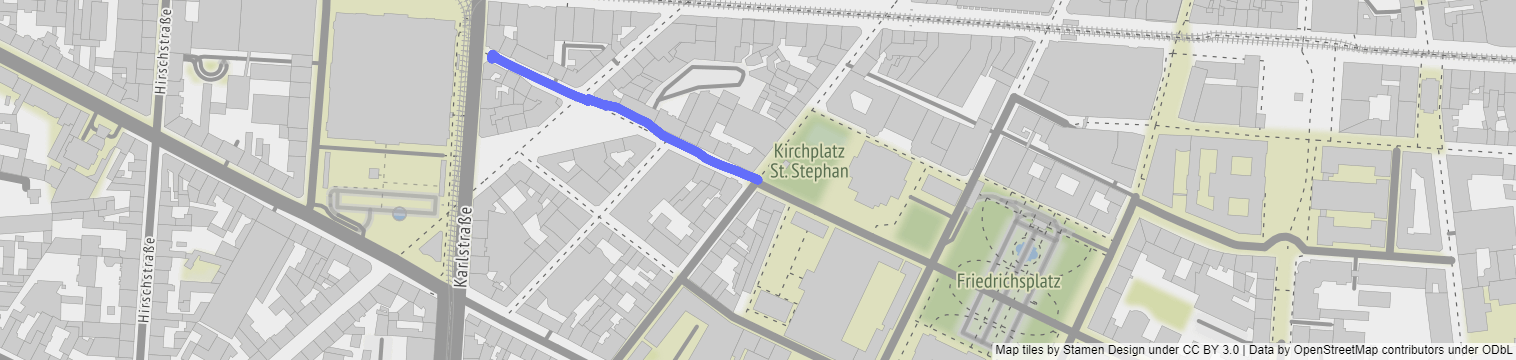 Hirschstraße
Kirchplatz
St. Stephan
Karlstraße
Hirschstraße
Friedrichsplatz
Map tiles by Stamen Design under CC BY 3.0 | Data by OpenStreetMap contributors under ODbL